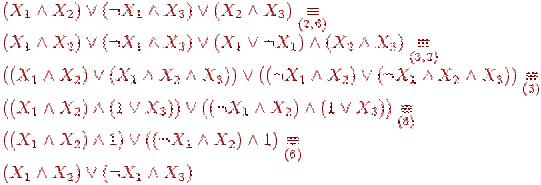 (X₁ ∧ X₂) ∨ (¬X₁ ∧ X₃) ∨ (X₂ ∧ X₃) ≡ (2,6)
(X₁ ∧ X₂) ∨ (¬X₁ ∧ X₃) ∨ (X₁ ∨ ¬X₁) ∧ (X₂ ∧ X₃) ≡ (3,2)
((X₁ ∧ X₂) ∨ (X₁ ∧ X₂ ∧ X₃)) ∨ ((¬X₁ ∧ X₂) ∨ (¬X₁ ∧ X₂ ∧ X₃)) ≡ (3)
((X₁ ∧ X₂) ∧ (1 ∨ X₃)) ∨ ((¬X₁ ∧ X₂) ∧ (1 ∨ X₃)) ≡
((X₁ ∧ X₂) ∧ 1) ∨ ((¬X₁ ∧ X₂) ∧ 1) ≡ (6)
(X₁ ∧ X₂) ∨ (¬X₁ ∧ X₃)